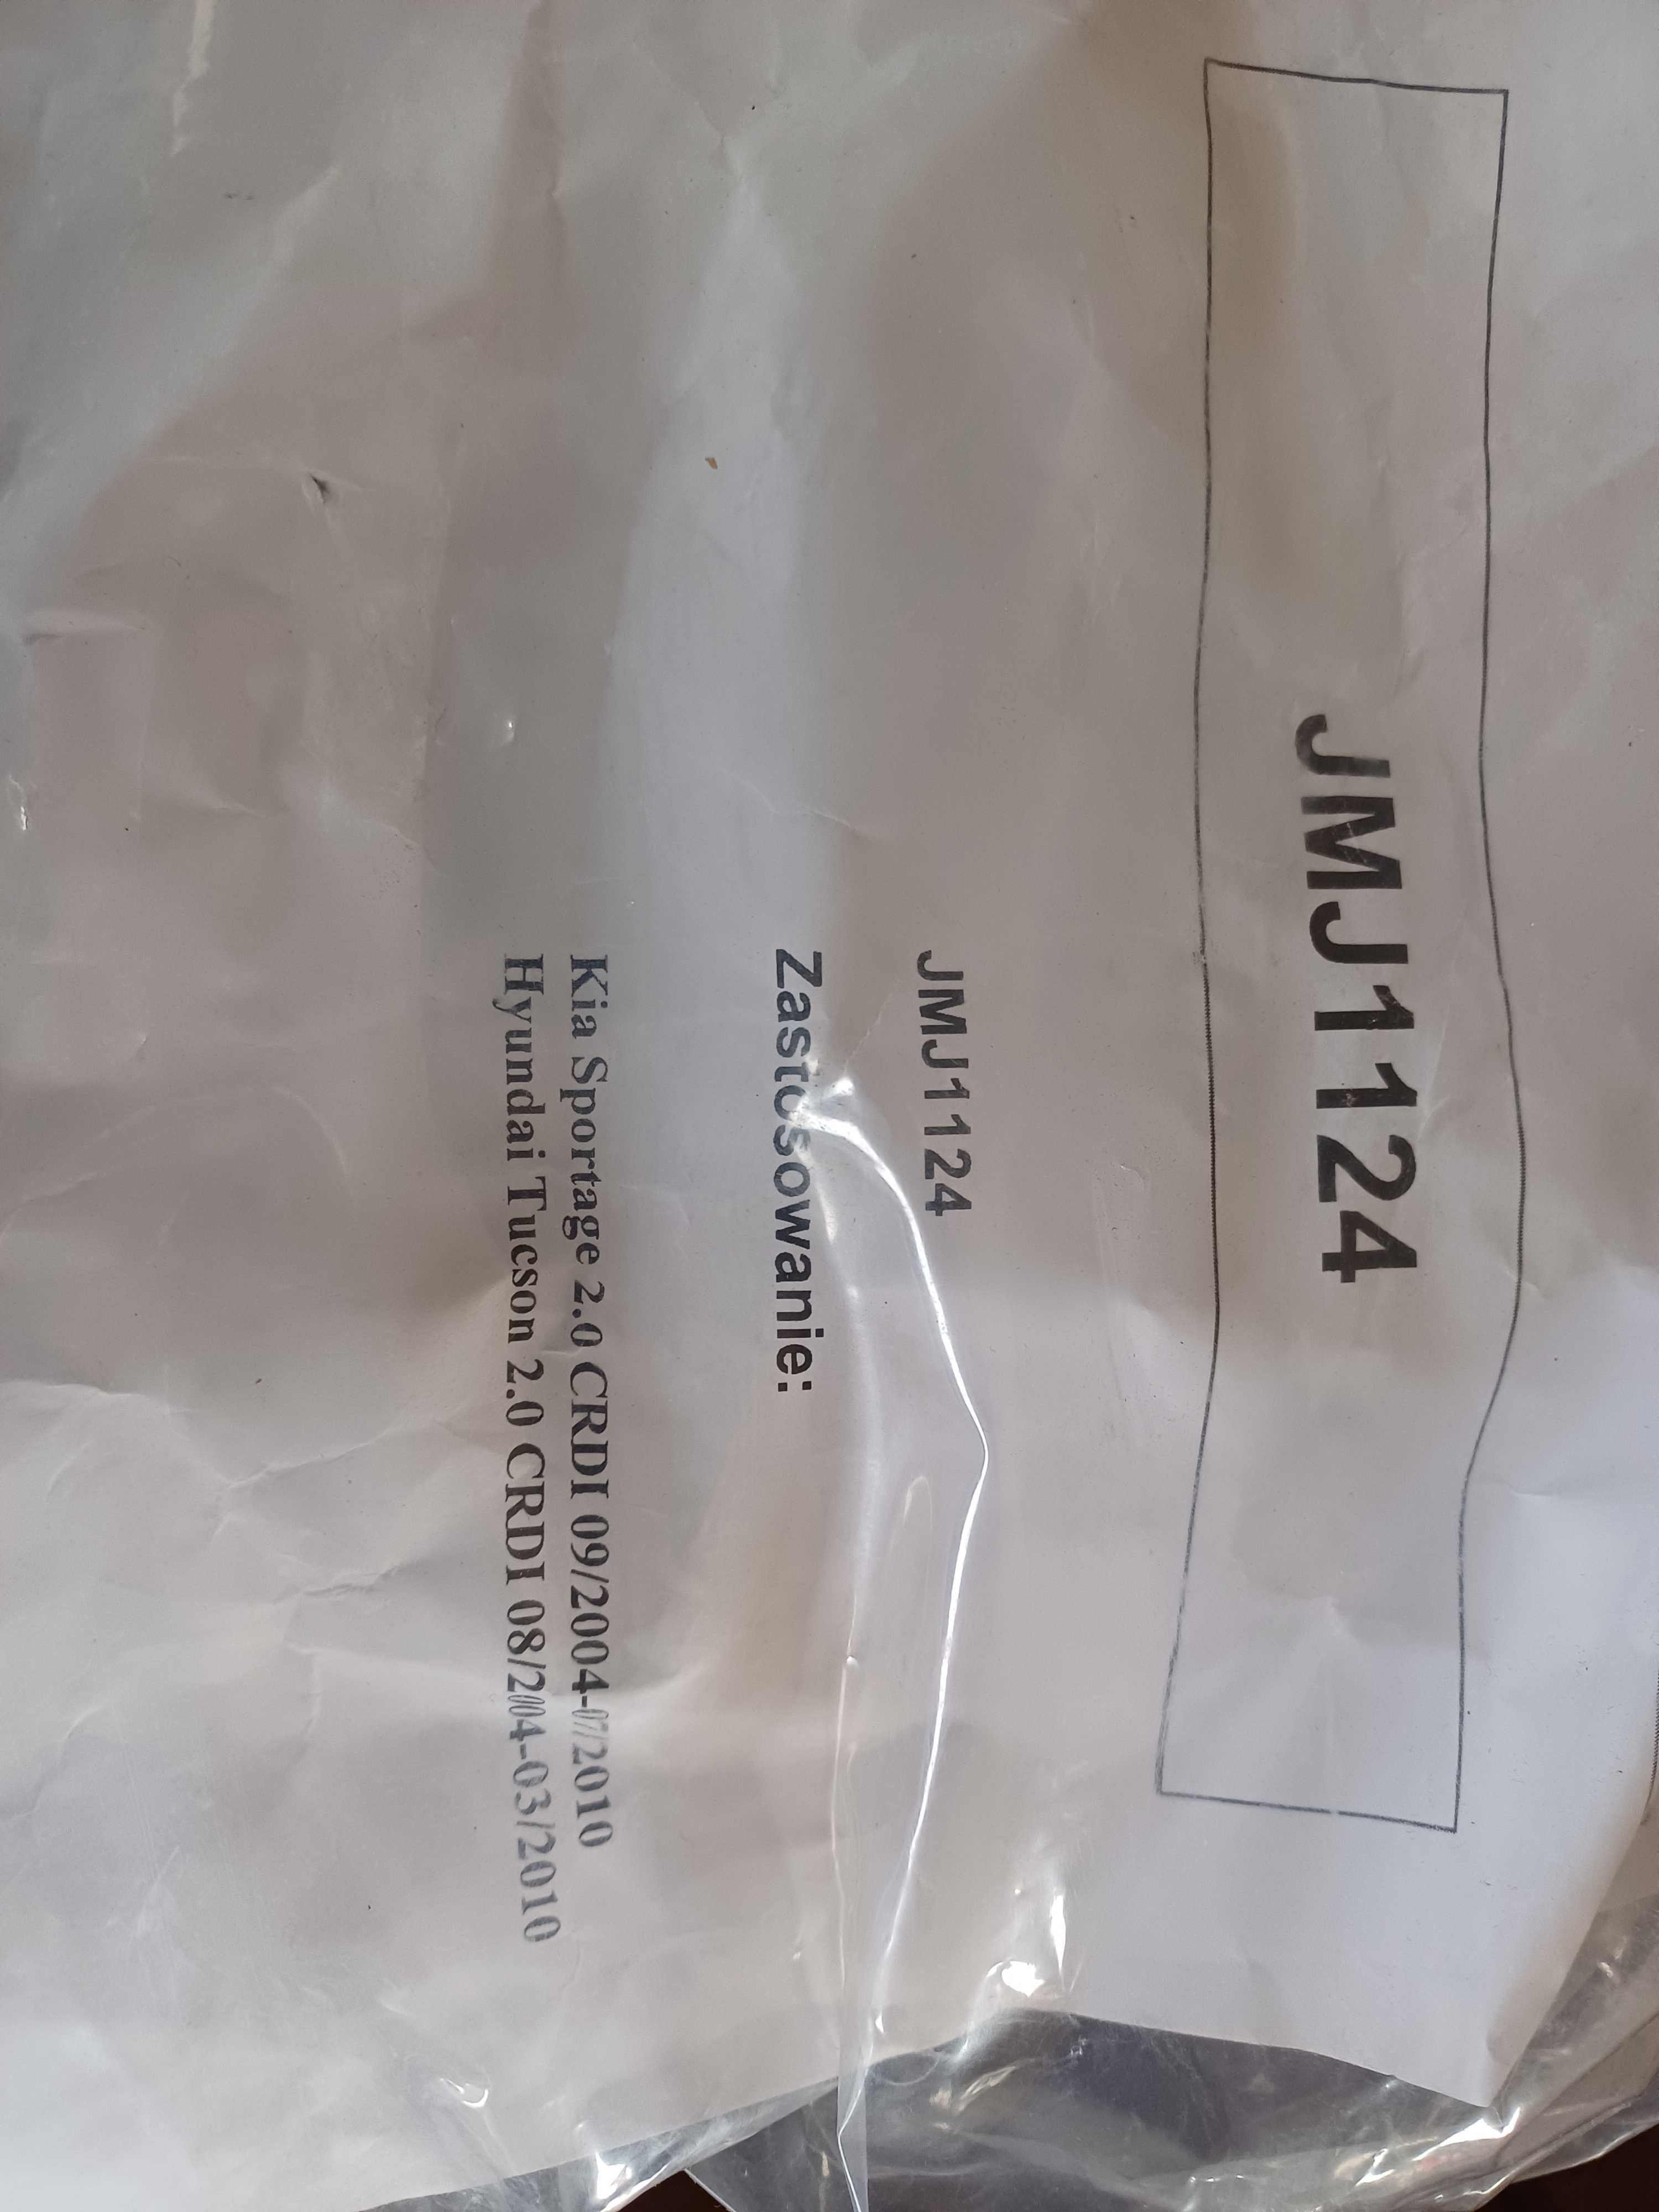 JMJ1124
JMJ1124
Zastosowanie:
Kia Sportage 2.0 CRDI 09/2004-07/2010
Hyundai Tucson 2.0 CRDI 08/2004-03/2010